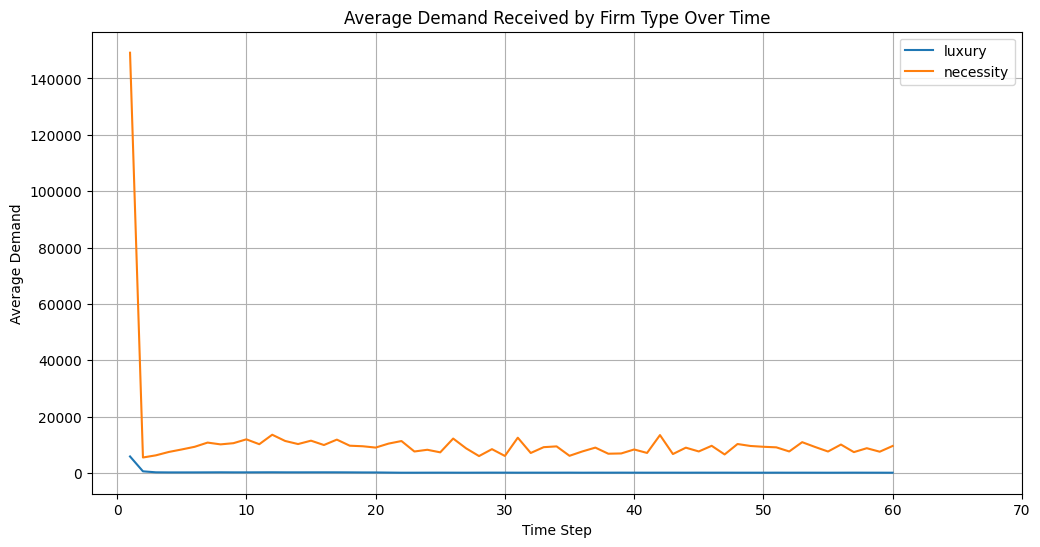 Average Demand Received by Firm Type Over Time
luxury
necessity
Average Demand
140000
120000
100000
80000
60000
40000
20000
0
0 10 20 30 40 50 60 70
Time Step